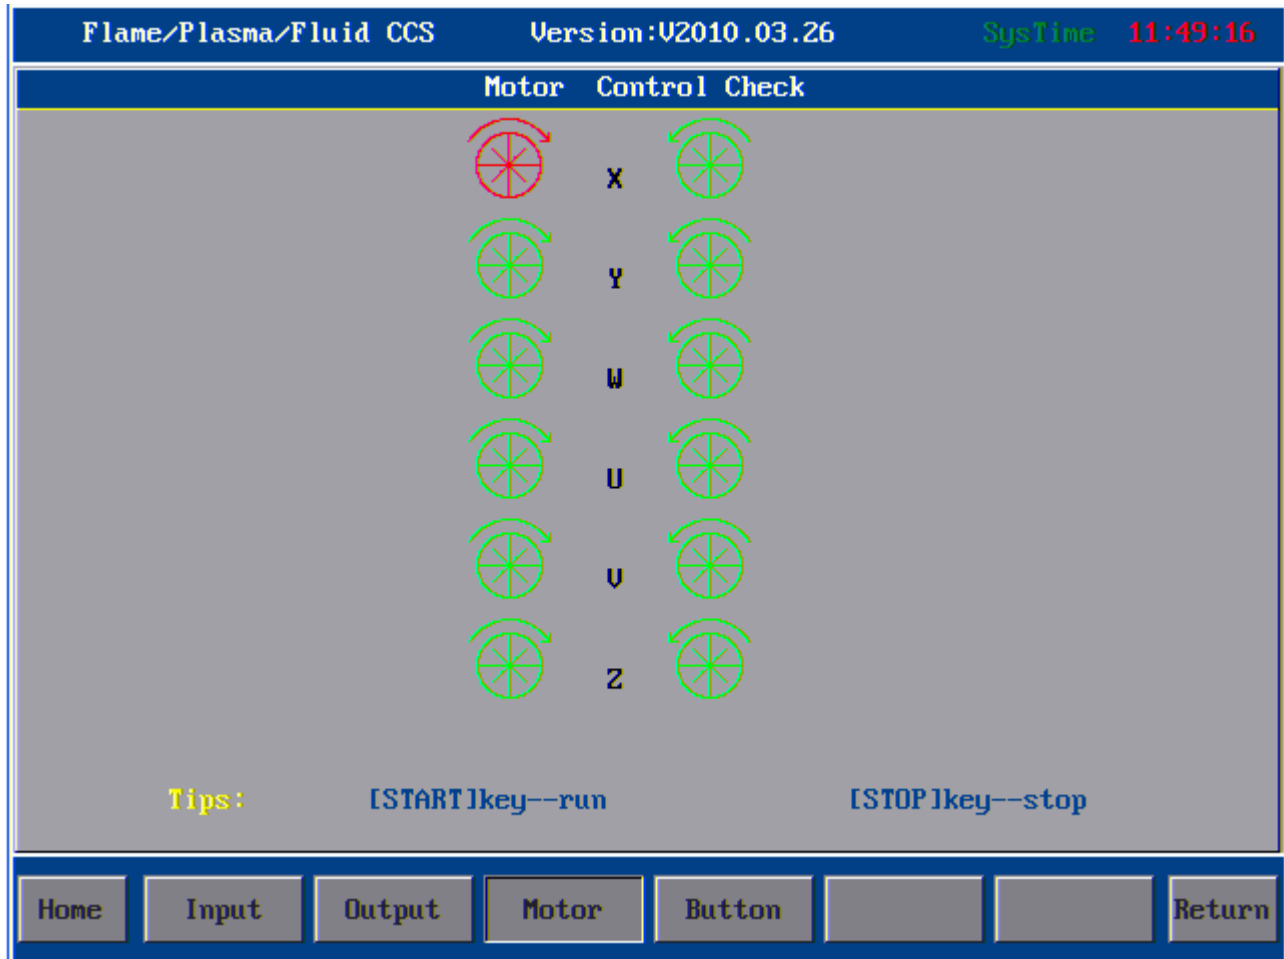 Flame/Plasma/Fluid CCS Version:V2010.03.26 SysTime 11:49:16
Motor Control Check
X
Y
W
U
V
Z
Tips: [START]key--run [STOP]key--stop
Home Input Output Motor Button Return